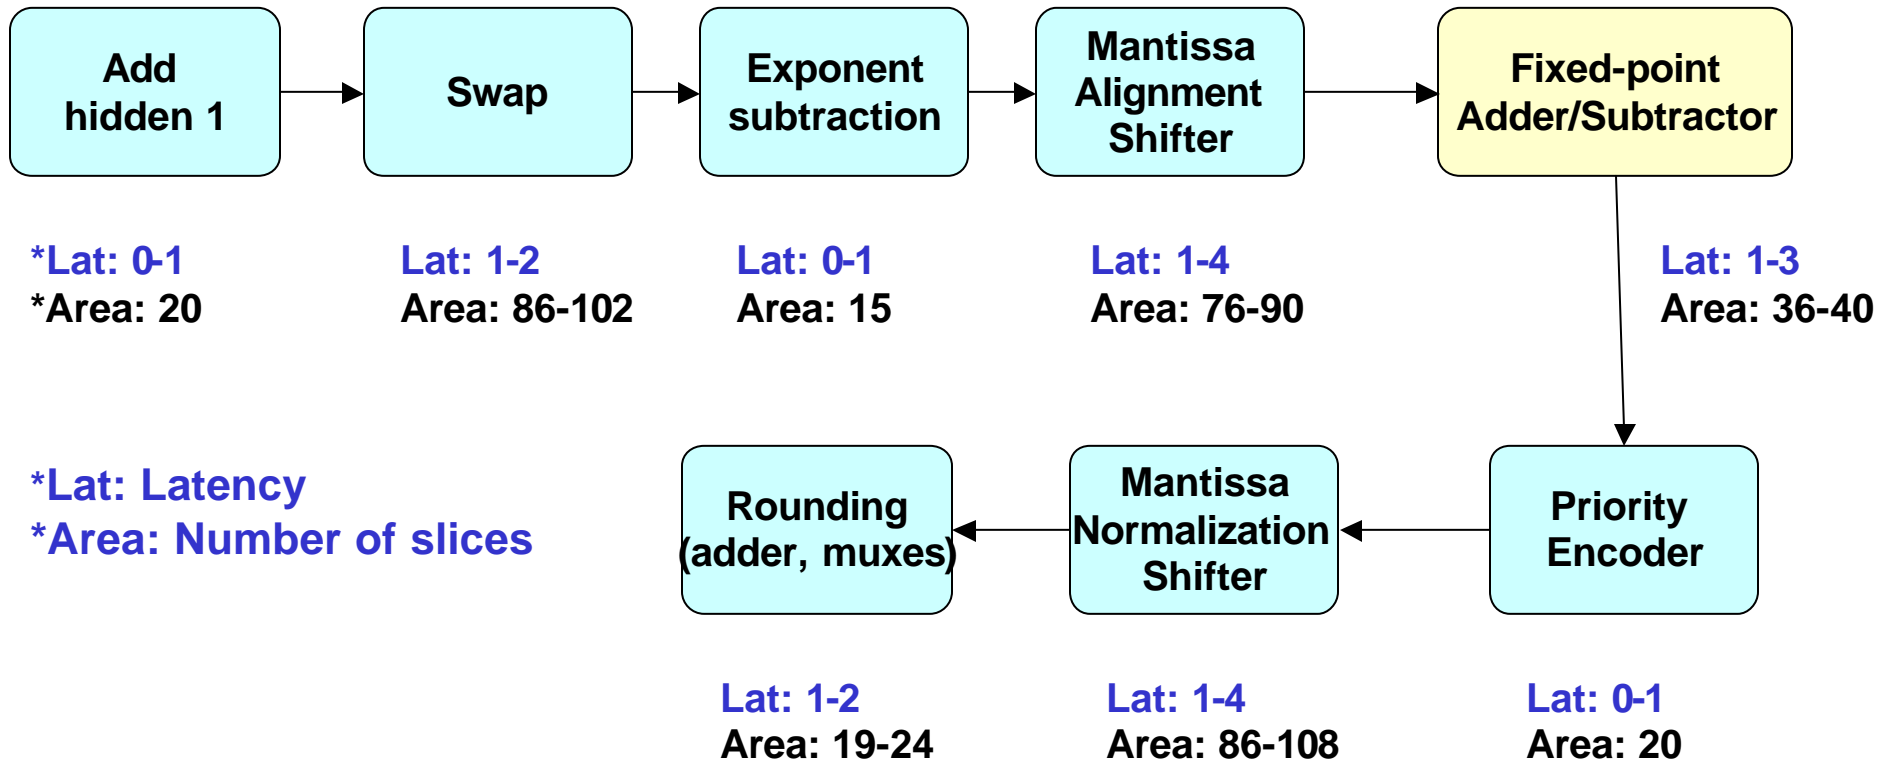 Add
hidden 1
Swap
Exponent
subtraction
Mantissa
Alignment
Shifter
Fixed-point
Adder/Subtractor
*Lat: 0-1
*Area: 20
Lat: 1-2
Area: 86-102
Lat: 0-1
Area: 15
Lat: 1-4
Area: 76-90
Lat: 1-3
Area: 36-40
*Lat: Latency
*Area: Number of slices
Rounding
(adder, muxes)
Mantissa
Normalization
Shifter
Priority
Encoder
Lat: 1-2
Area: 19-24
Lat: 1-4
Area: 86-108
Lat: 0-1
Area: 20